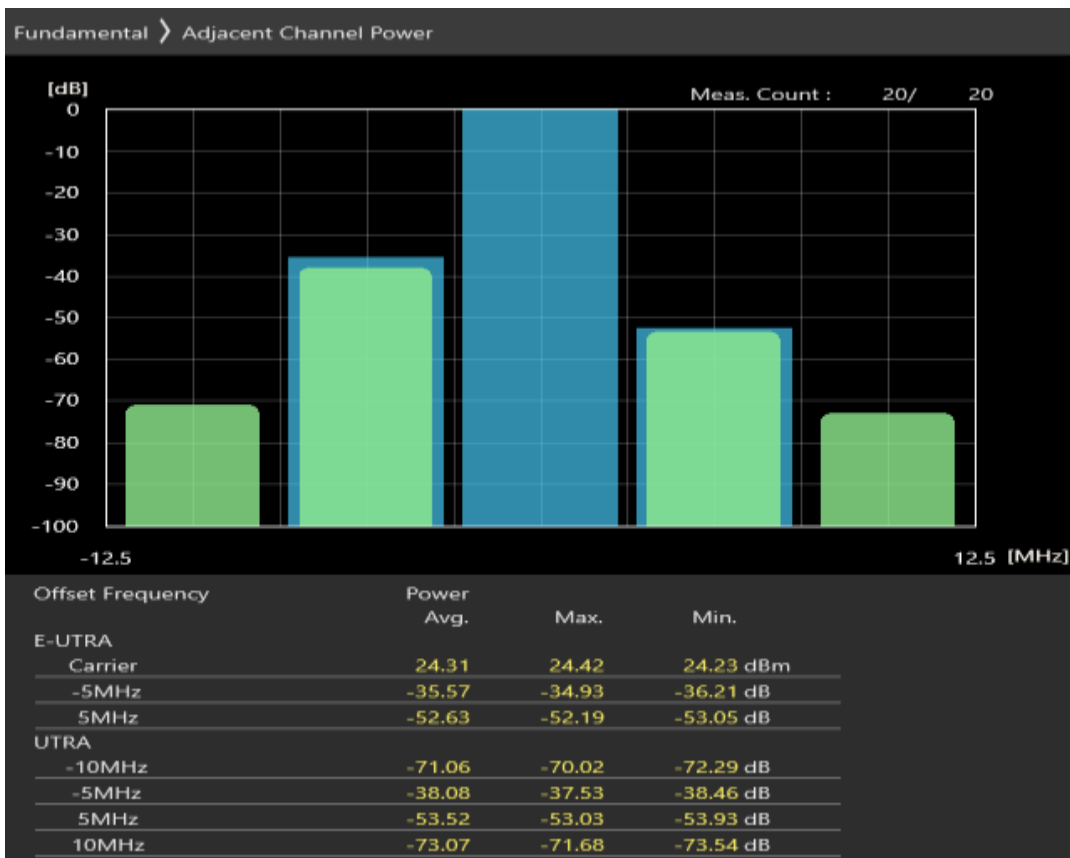 Fundamental 》 Adjacent Channel Power
[dB]
Meas. Count : 20/ 20
0
-10
-20
-30
-40
-50
-60
-70
-80
-90
-100
-12.5 12.5 [MHz]
Offset Frequency Power
Avg. Max. Min.
E-UTRA
Carrier 24.31 24.42 24.23 dBm
-5MHz -35.57 -34.93 -36.21 dB
5MHz -52.63 -52.19 -53.05 dB
UTRA
-10MHz -71.06 -70.02 -72.29 dB
-5MHz -38.08 -37.53 -38.46 dB
5MHz -53.52 -53.03 -53.93 dB
10MHz -73.07 -71.68 -73.54 dB